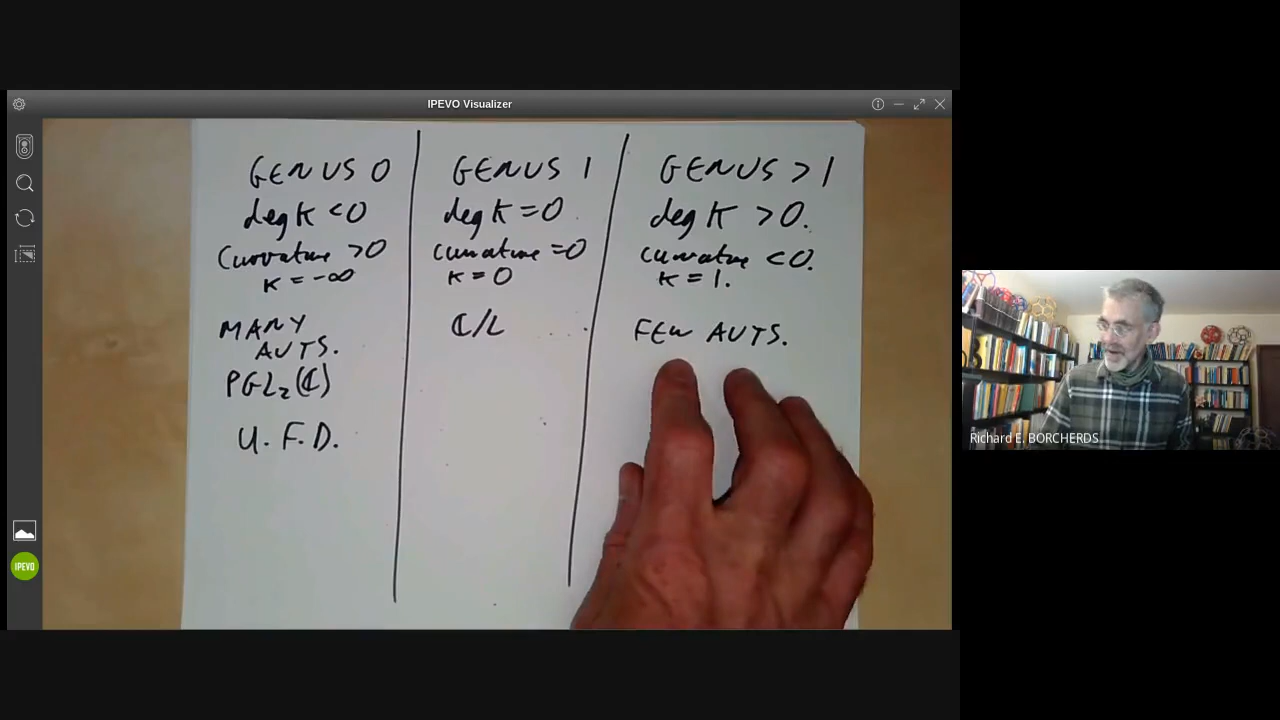 IPEVO Visualizer
GENUS 0
deg K < 0
Curvature > 0
κ = -∞
MANY
AUTS.
PGL₂(ℂ)
U. F. D.
GENUS 1
deg K = 0
curvature = 0
κ = 0
ℂ/L
GENUS > 1
deg K > 0.
curvature < 0.
κ = 1.
FEW AUTS.
IPEVO
Richard E. BORCHERDS